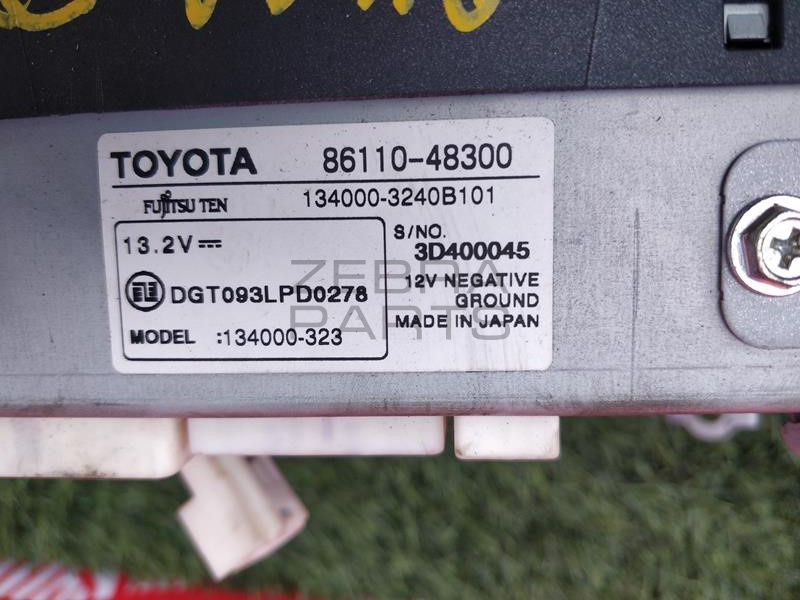 TOYOTA 86110-48300
FUJITSU TEN 134000-3240B101
13.2V⎓
S/NO.
3D400045
DGT093LPD0278
12V NEGATIVE
GROUND
MODEL :134000-323
MADE IN JAPAN
ZEBRA
PARTS